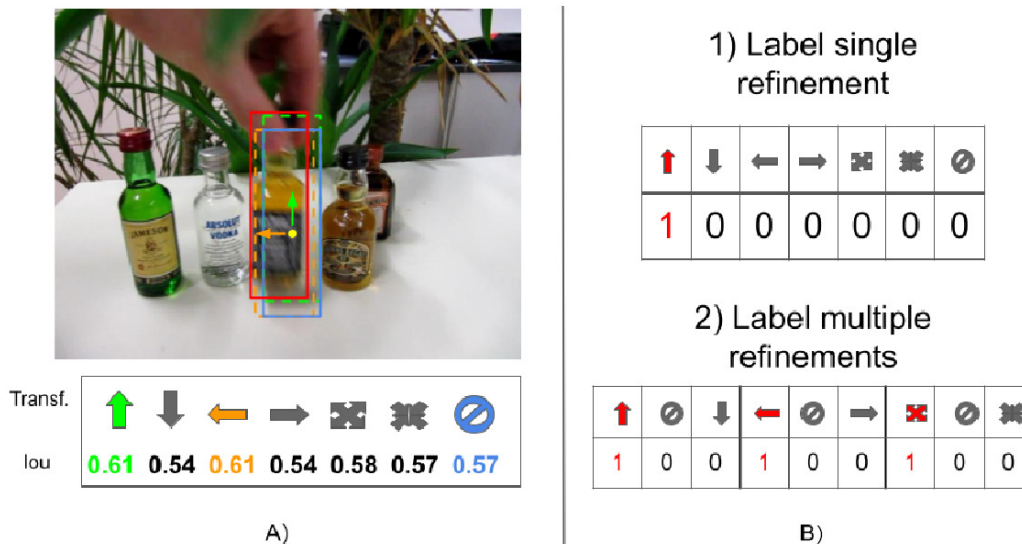 JAMESON
ABSOLUT
VODKA
Transf.
Iou 0.61 0.54 0.61 0.54 0.58 0.57 0.57
A)
1) Label single
refinement
1 0 0 0 0 0 0
2) Label multiple
refinements
1 0 0 1 0 0 1 0 0
B)